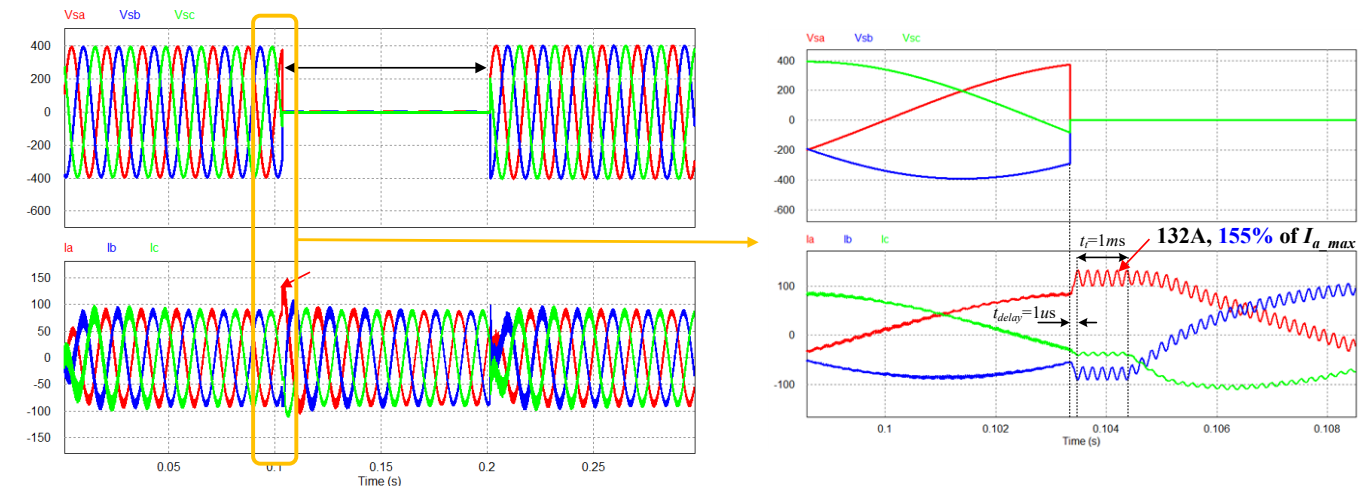 Vsa Vsb Vsc
400
200
0
-200
-400
-600
Ia Ib Ic
150
100
50
0
-50
-100
-150
0.05 0.1 0.15 0.2 0.25
Time (s)
Vsa Vsb Vsc
400
200
0
-200
-400
-600
Ia Ib Ic
ti=1ms
132A, 155% of Ia_max
100
tdelay=1us
0
-100
0.1 0.102 0.104 0.106 0.108
Time (s)